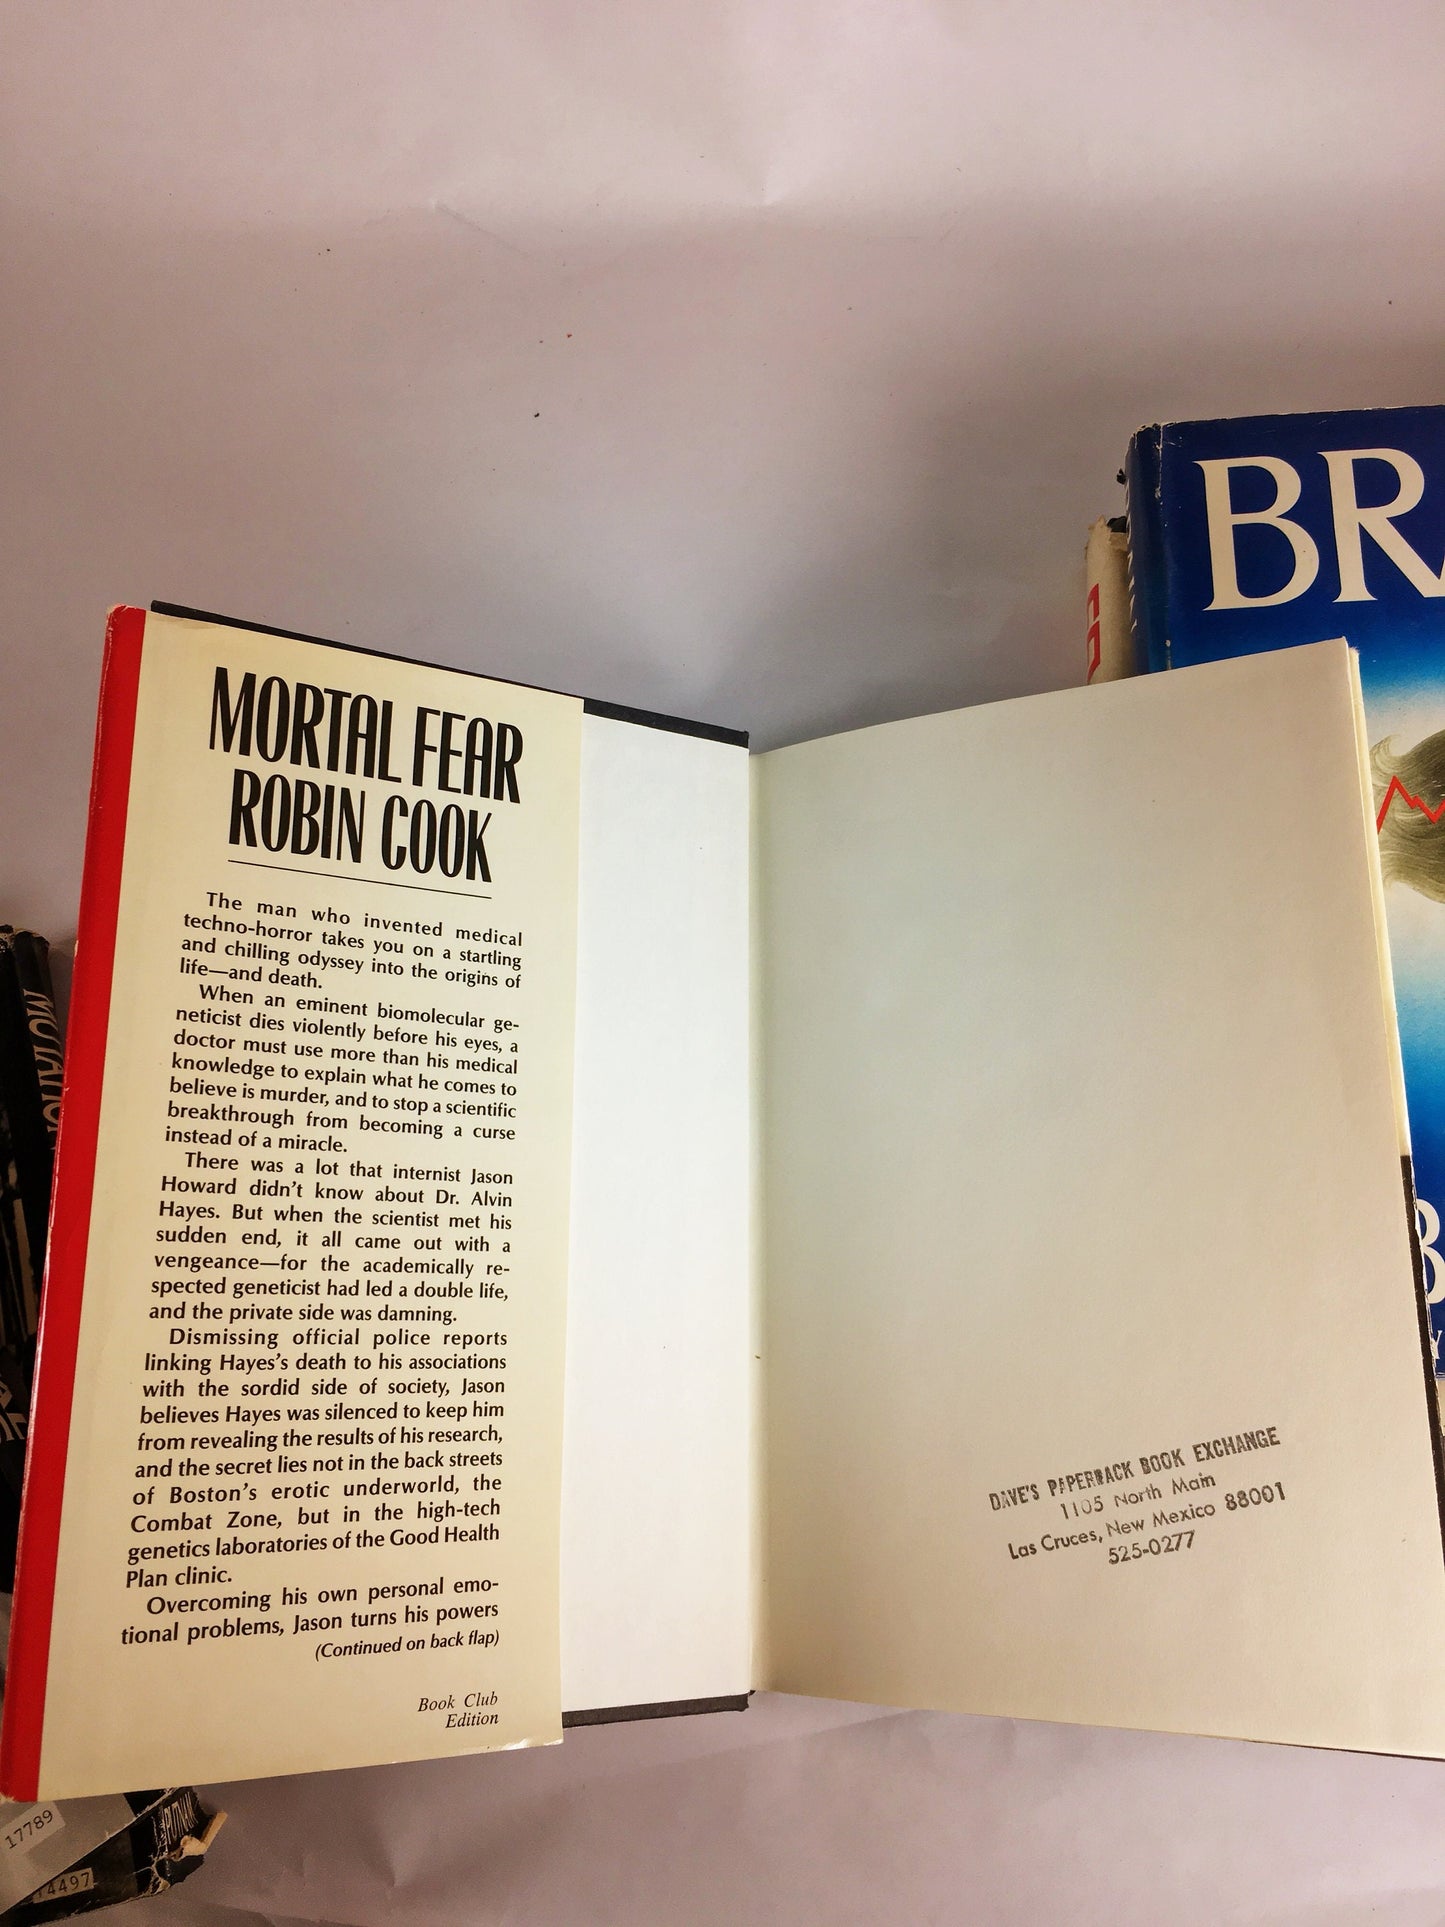 MORTAL FEAR
ROBIN COOK
The man who invented medical
techno-horror takes you on a startling
and chilling odyssey into the origins of
life—and death.
When an eminent biomolecular ge-
neticist dies violently before his eyes, a
doctor must use more than his medical
knowledge to explain what he comes to
believe is murder, and to stop a scientific
breakthrough from becoming a curse
instead of a miracle.
There was a lot that internist Jason
Howard didn't know about Dr. Alvin
Hayes. But when the scientist met his
sudden end, it all came out with a
vengeance—for the academically re-
spected geneticist had led a double life,
and the private side was damning.
Dismissing official police reports
linking Hayes's death to his associations
with the sordid side of society, Jason
believes Hayes was silenced to keep him
from revealing the results of his research,
and the secret lies not in the back streets
of Boston's erotic underworld, the
Combat Zone, but in the high-tech
genetics laboratories of the Good Health
Plan clinic.
Overcoming his own personal emo-
tional problems, Jason turns his powers
(Continued on back flap)
Book Club
Edition
DAVE'S PAPERBACK BOOK EXCHANGE
1105 North Main
Las Cruces, New Mexico 88001
525-0277
BRA
B
Y
MUTATION
PUTNAM
17789
14497